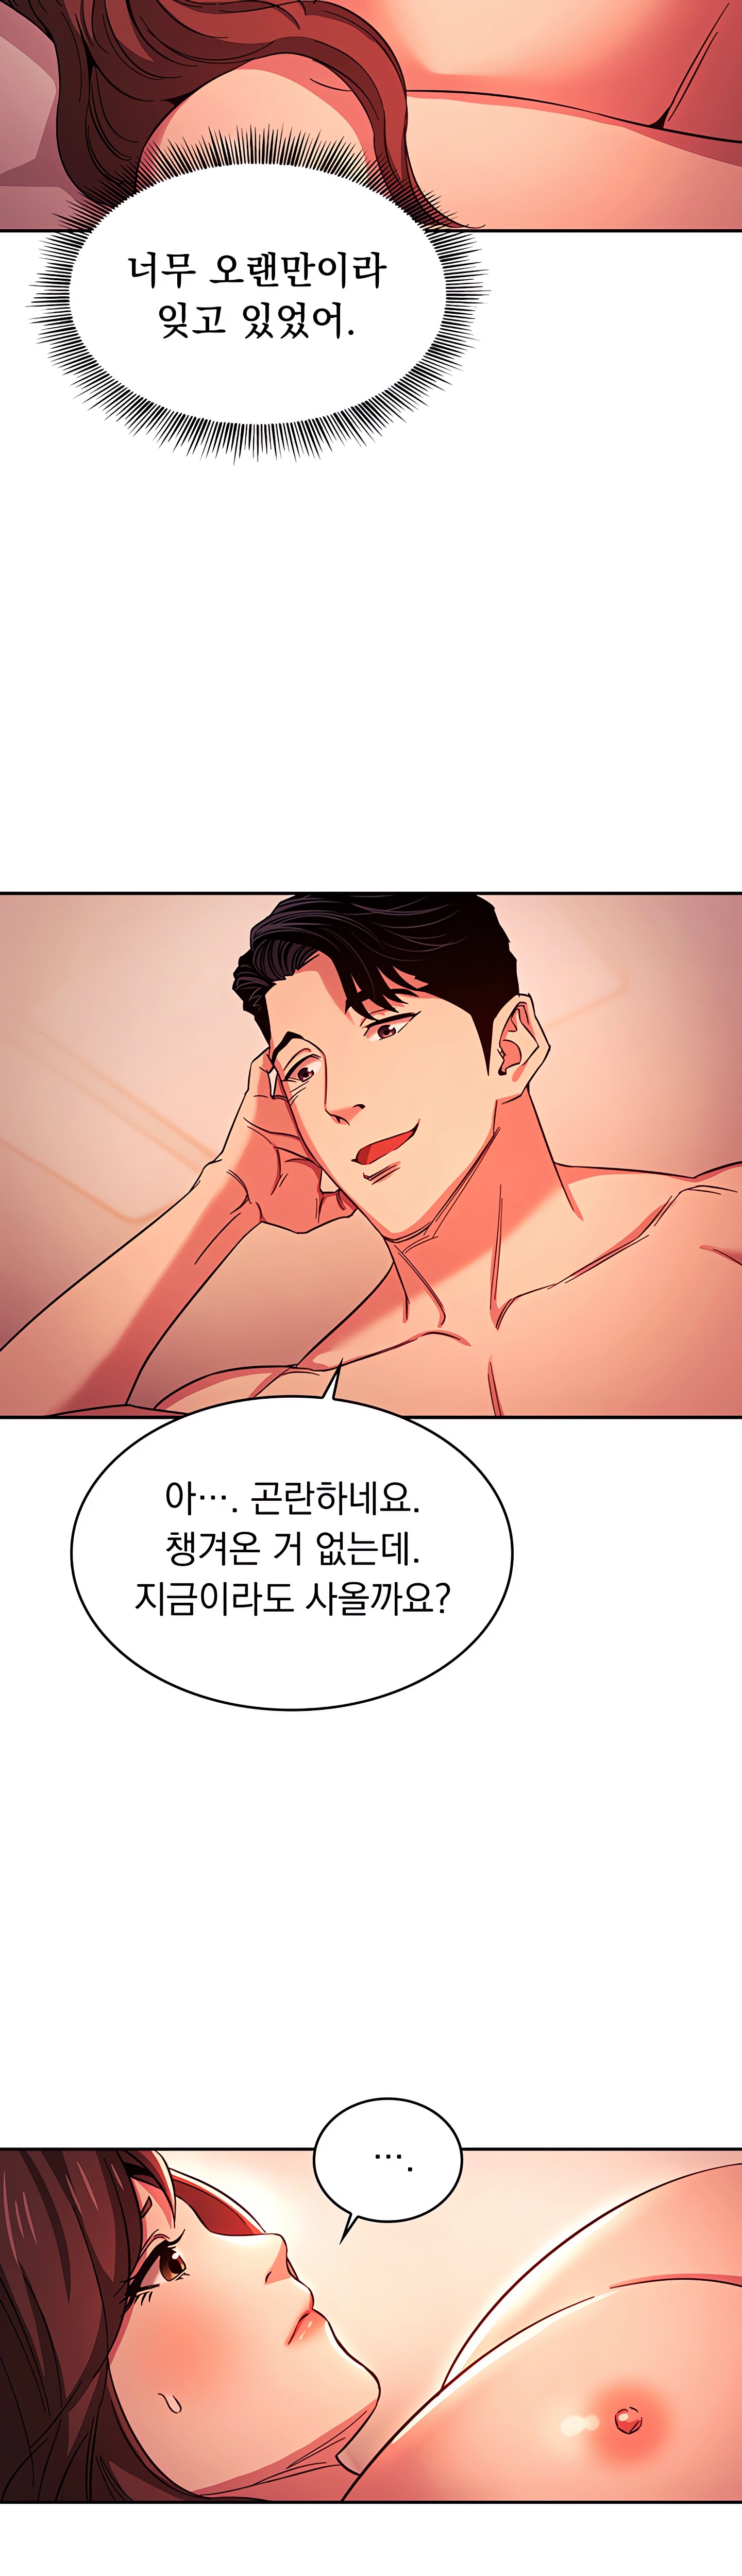 너무 오랜만이라
잊고 있었어.
아…. 곤란하네요.
챙겨온 거 없는데.
지금이라도 사올까요?
….